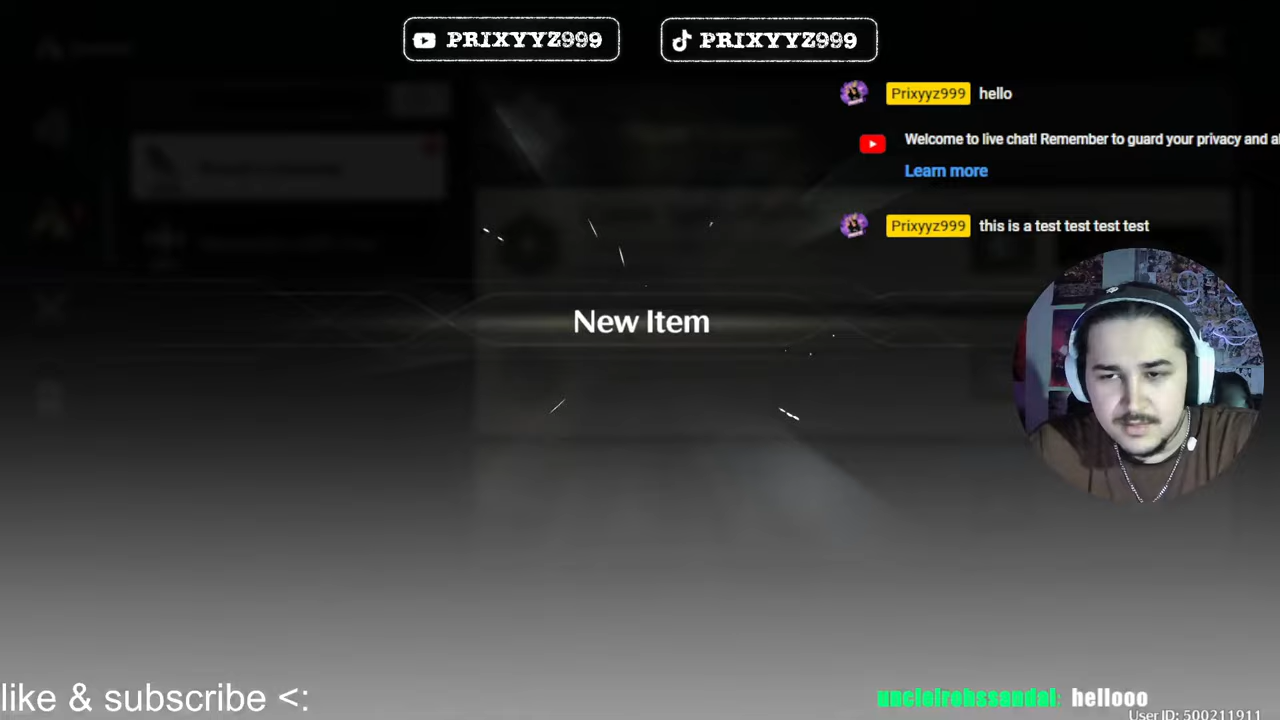 PRIXYYZ999
PRIXYYZ999
Prixyyz999 hello
Welcome to live chat! Remember to guard your privacy and
Learn more
Prixyyz999 this is a test test test test
New Item
like & subscribe <:
uncleirohssandal: hellooo
User ID: 500211911